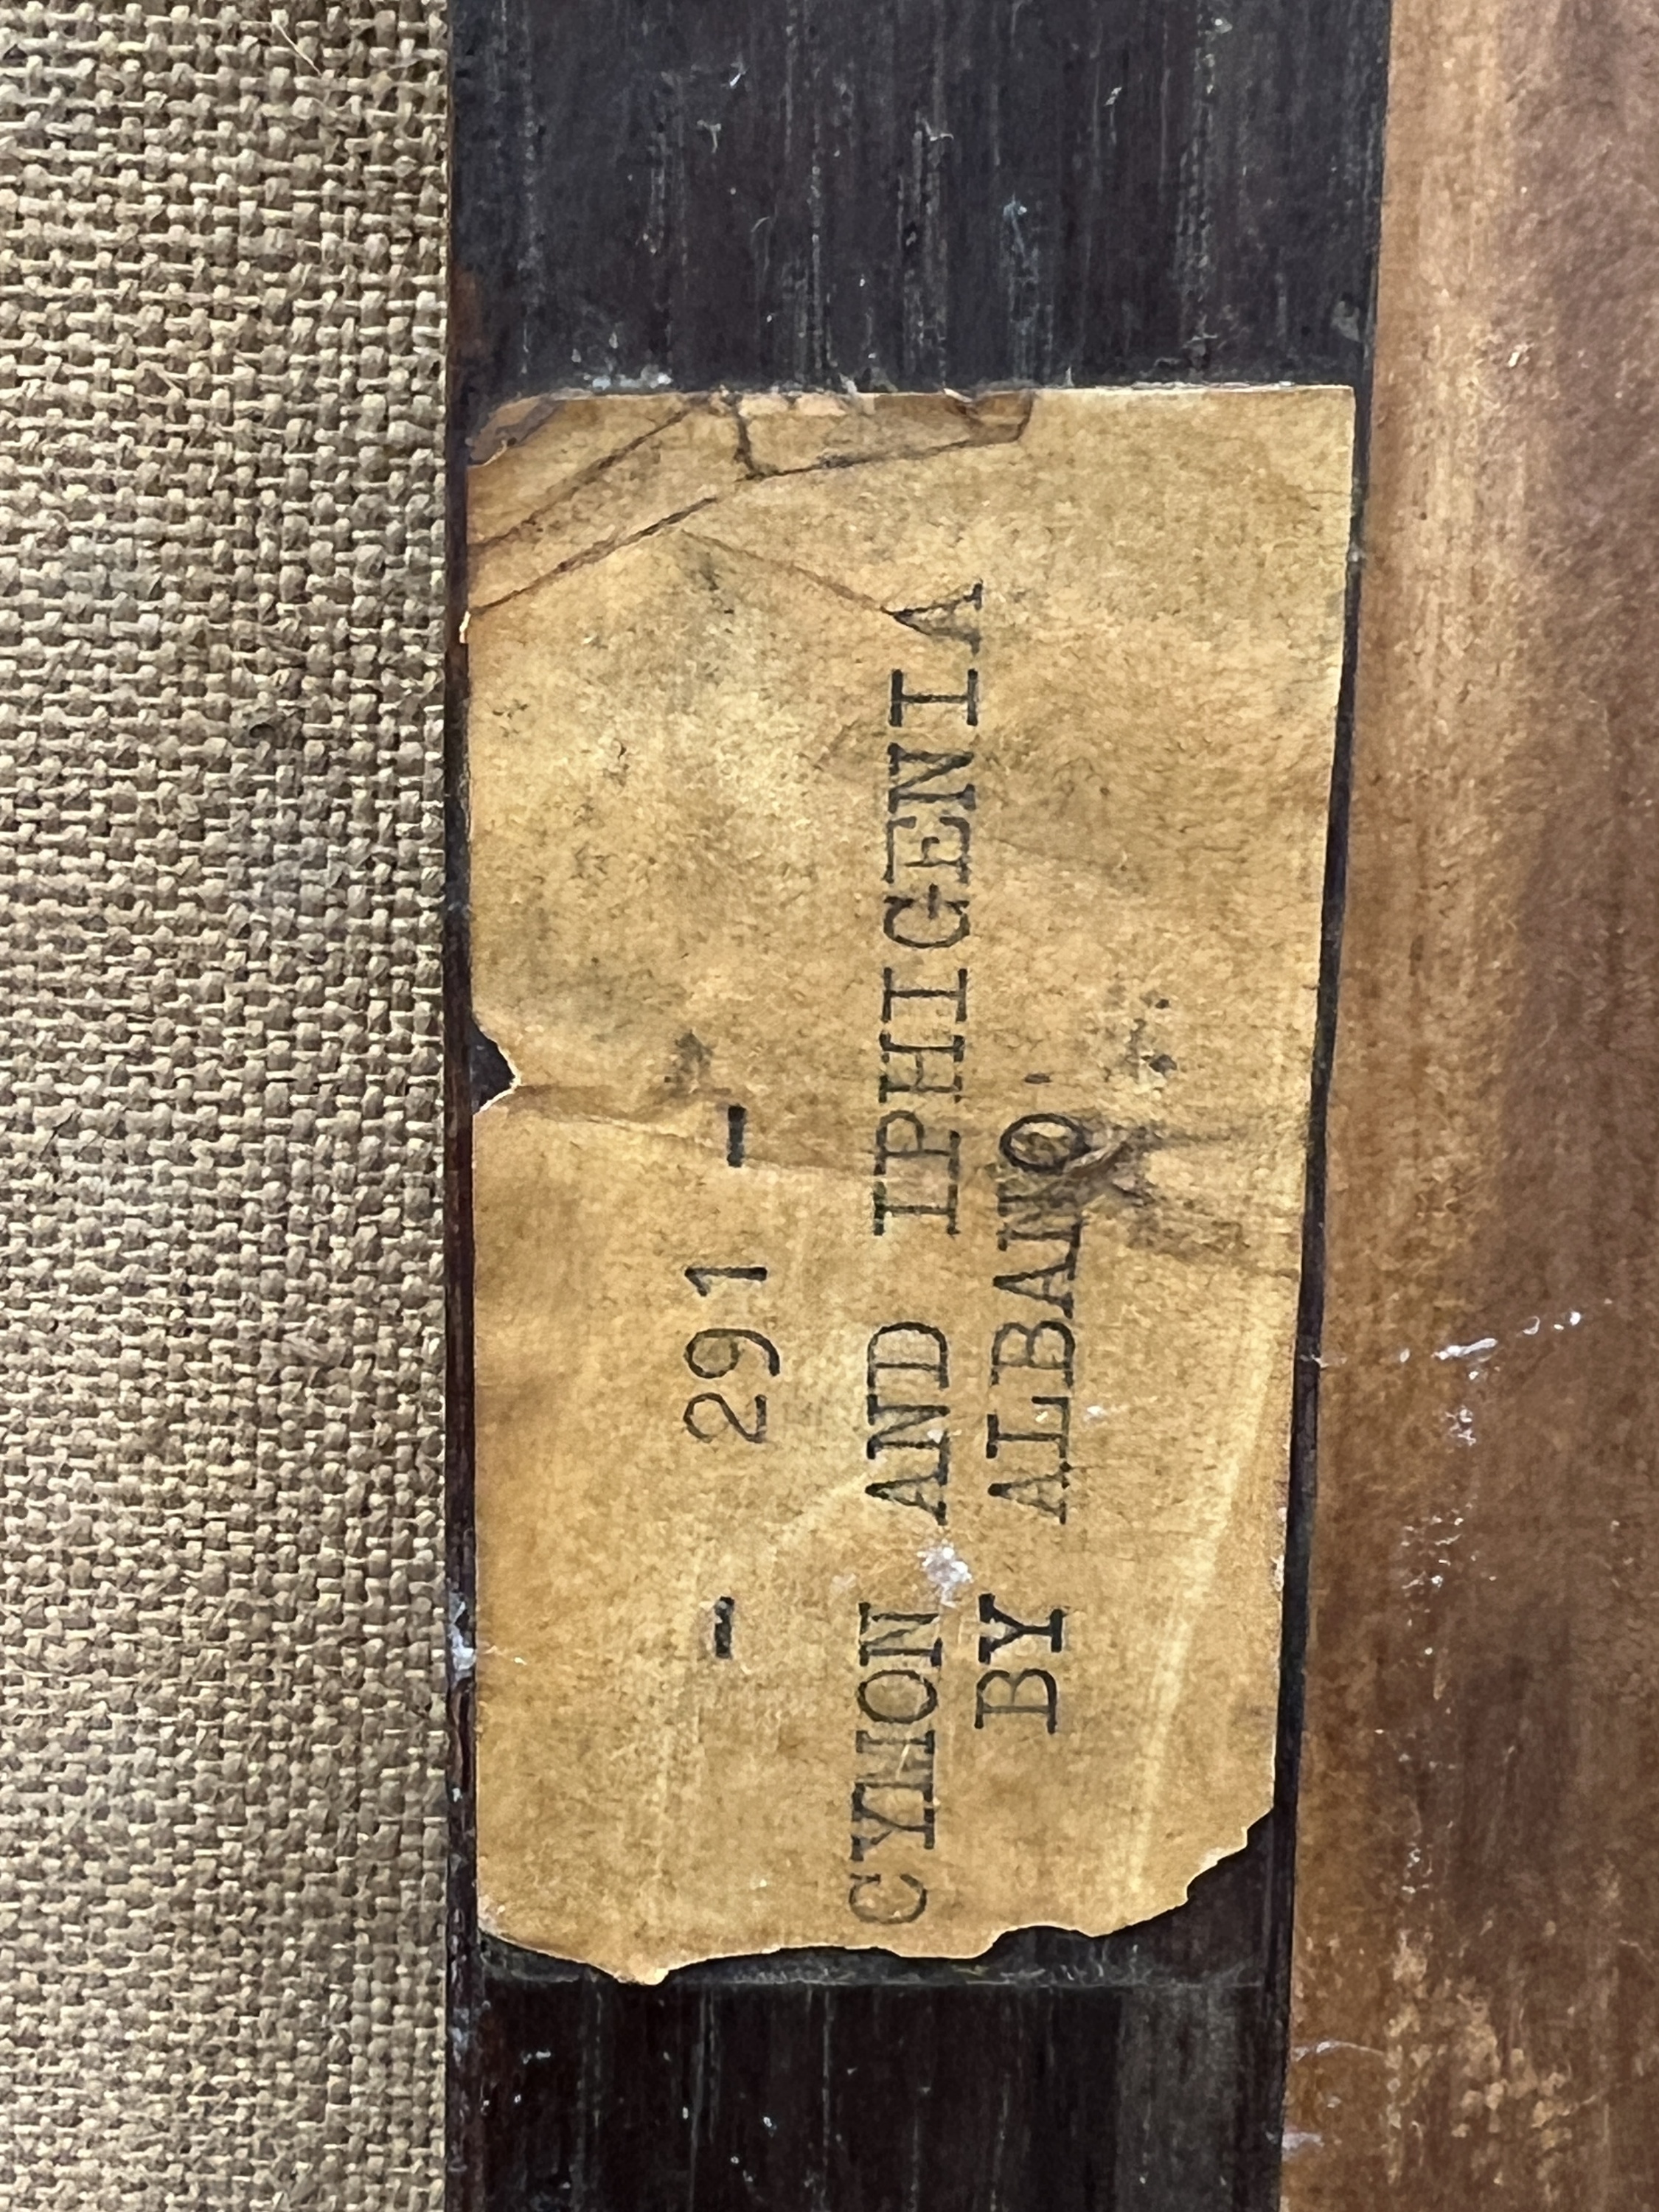 - 291 -
CYMON AND IPHIGENIA
BY ALBANO